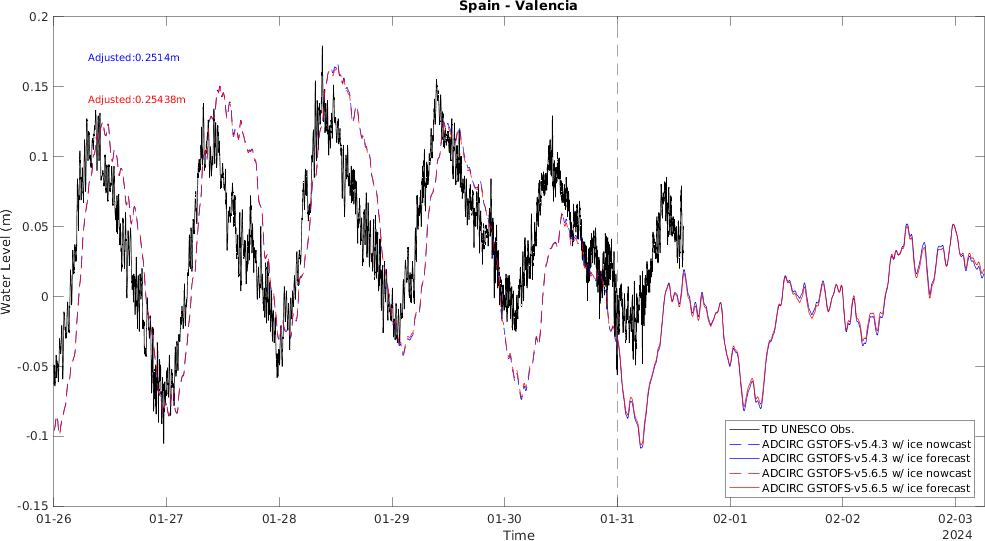 Spain - Valencia
0.2
0.15
0.1
0.05
0
-0.05
-0.1
-0.15
Water Level (m)
Adjusted:0.2514m
Adjusted:0.25438m
TD UNESCO Obs.
ADCIRC GSTOFS-v5.4.3 w/ ice nowcast
ADCIRC GSTOFS-v5.4.3 w/ ice forecast
ADCIRC GSTOFS-v5.6.5 w/ ice nowcast
ADCIRC GSTOFS-v5.6.5 w/ ice forecast
01-26 01-27 01-28 01-29 01-30 01-31 02-01 02-02 02-03
Time
2024